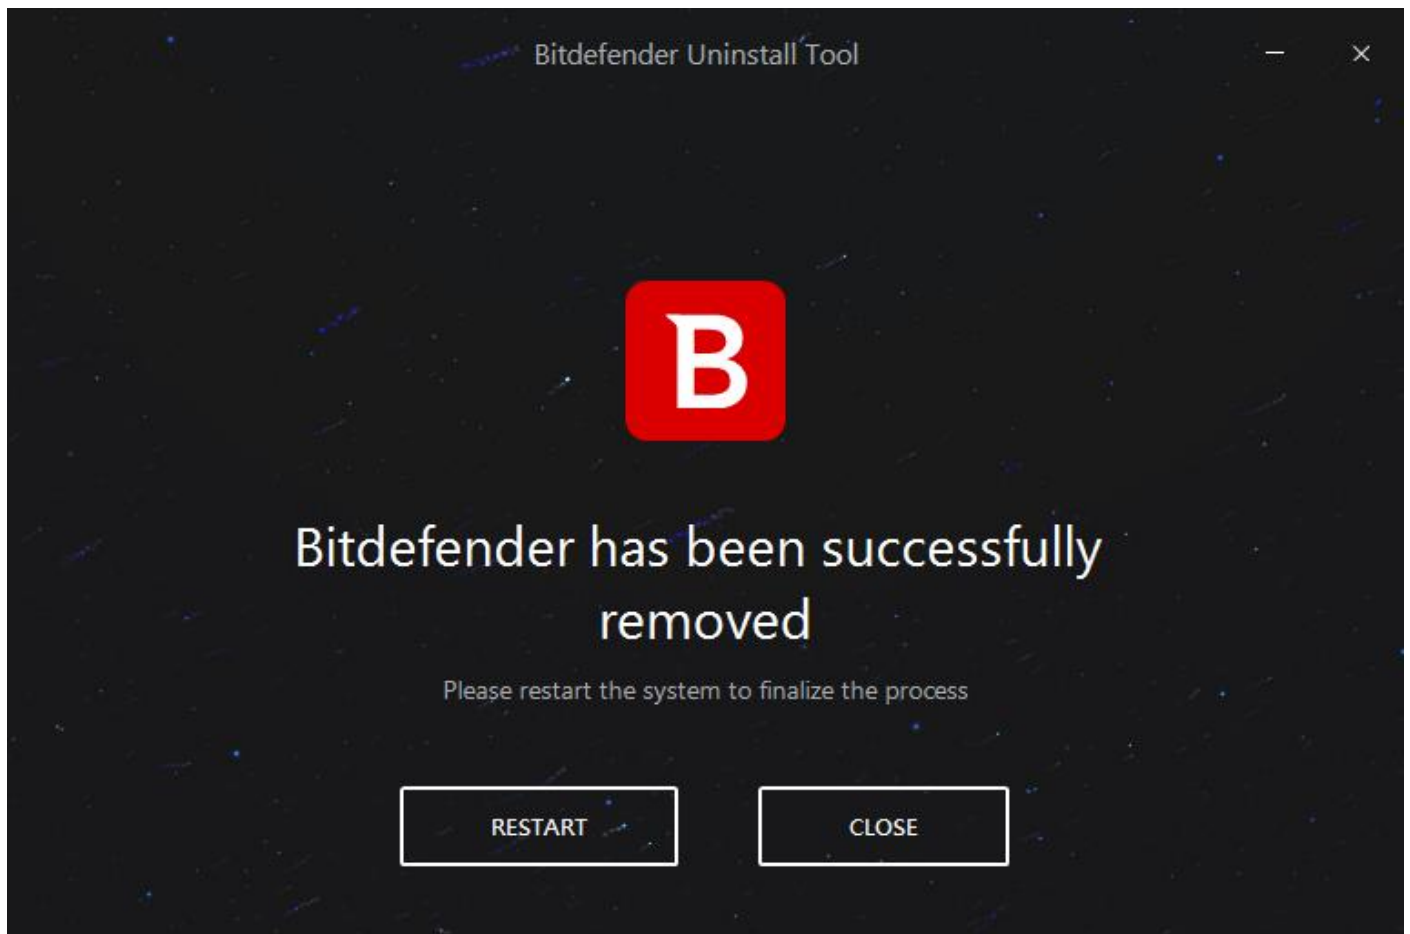 Bitdefender Uninstall Tool
B
Bitdefender has been successfully
removed
Please restart the system to finalize the process
RESTART
CLOSE